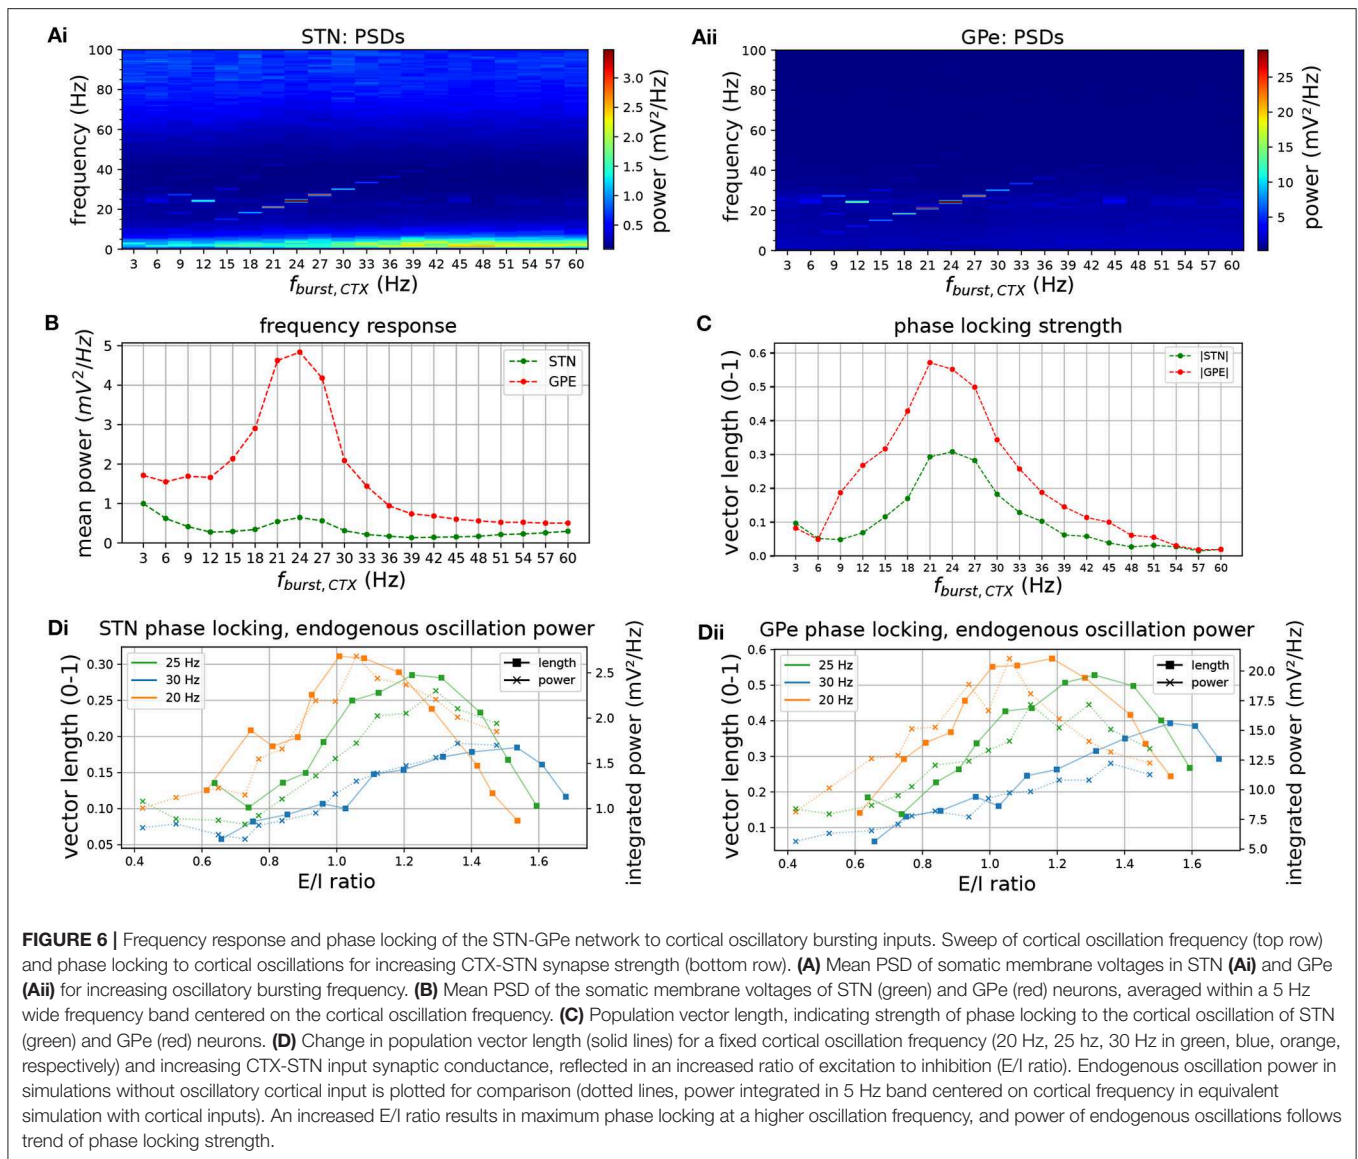 Ai STN: PSDs
100
80
60
40
20
0
frequency (Hz)
3 6 9 12 15 18 21 24 27 30 33 36 39 42 45 48 51 54 57 60
f_burst,CTX (Hz)
3.0
2.5
2.0
1.5
1.0
0.5
power (mV²/Hz)
Aii GPe: PSDs
100
80
60
40
20
0
frequency (Hz)
3 6 9 12 15 18 21 24 27 30 33 36 39 42 45 48 51 54 57 60
f_burst,CTX (Hz)
25
20
15
10
5
power (mV²/Hz)
B frequency response
5
4
3
2
1
0
mean power (mV²/Hz)
STN
GPE
3 6 9 12 15 18 21 24 27 30 33 36 39 42 45 48 51 54 57 60
f_burst,CTX (Hz)
C phase locking strength
0.6
0.5
0.4
0.3
0.2
0.1
0.0
vector length (0-1)
|STN|
|GPE|
3 6 9 12 15 18 21 24 27 30 33 36 39 42 45 48 51 54 57 60
f_burst,CTX (Hz)
Di STN phase locking, endogenous oscillation power
0.30
0.25
0.20
0.15
0.10
0.05
vector length (0-1)
25 Hz
30 Hz
20 Hz
length
power
2.5
2.0
1.5
1.0
integrated power (mV²/Hz)
0.4 0.6 0.8 1.0 1.2 1.4 1.6
E/I ratio
Dii GPe phase locking, endogenous oscillation power
0.6
0.5
0.4
0.3
0.2
0.1
vector length (0-1)
25 Hz
30 Hz
20 Hz
length
power
20.0
17.5
15.0
12.5
10.0
7.5
5.0
integrated power (mV²/Hz)
0.4 0.6 0.8 1.0 1.2 1.4 1.6
E/I ratio
FIGURE 6 | Frequency response and phase locking of the STN-GPe network to cortical oscillatory bursting inputs. Sweep of cortical oscillation frequency (top row)
and phase locking to cortical oscillations for increasing CTX-STN synapse strength (bottom row). (A) Mean PSD of somatic membrane voltages in STN (Ai) and GPe
(Aii) for increasing oscillatory bursting frequency. (B) Mean PSD of the somatic membrane voltages of STN (green) and GPe (red) neurons, averaged within a 5 Hz
wide frequency band centered on the cortical oscillation frequency. (C) Population vector length, indicating strength of phase locking to the cortical oscillation of STN
(green) and GPe (red) neurons. (D) Change in population vector length (solid lines) for a fixed cortical oscillation frequency (20 Hz, 25 hz, 30 Hz in green, blue, orange,
respectively) and increasing CTX-STN input synaptic conductance, reflected in an increased ratio of excitation to inhibition (E/I ratio). Endogenous oscillation power in
simulations without oscillatory cortical input is plotted for comparison (dotted lines, power integrated in 5 Hz band centered on cortical frequency in equivalent
simulation with cortical inputs). An increased E/I ratio results in maximum phase locking at a higher oscillation frequency, and power of endogenous oscillations follows
trend of phase locking strength.